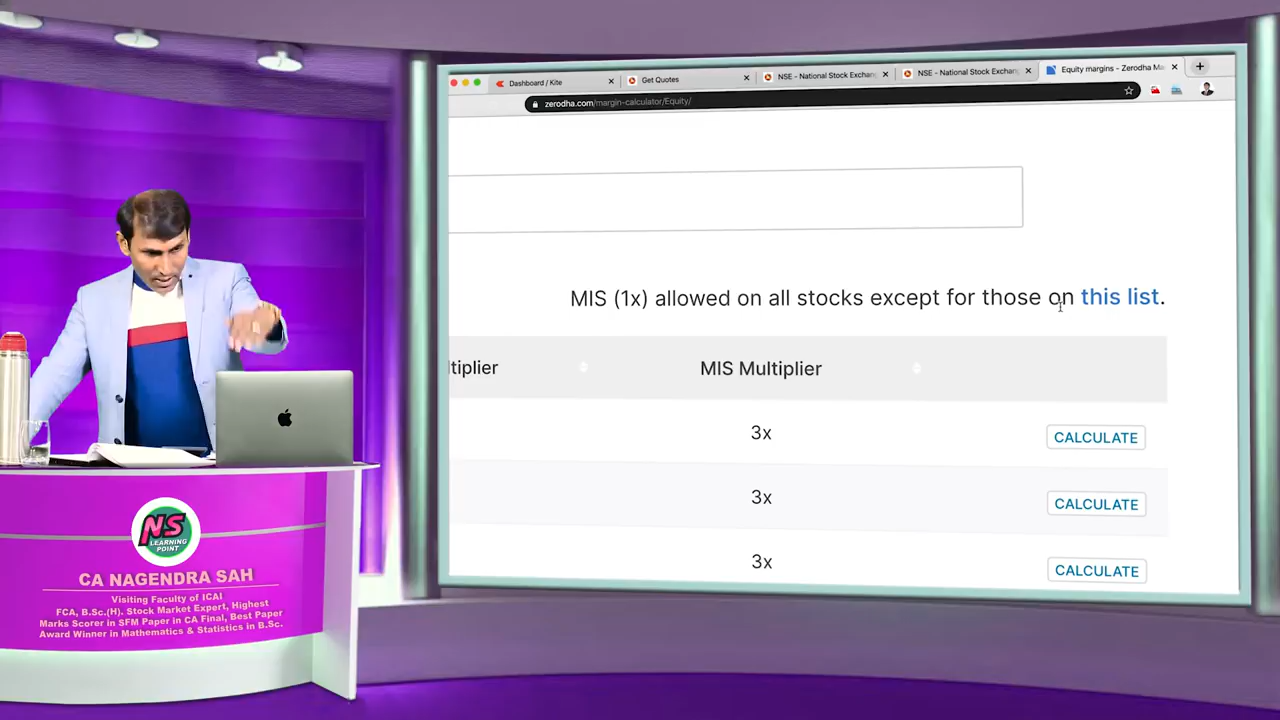 Dashboard / Kite
Get Quotes
NSE - National Stock Exchan
NSE - National Stock Exchan
Equity margins - Zerodha Ma
zerodha.com/margin-calculator/Equity/
MIS (1x) allowed on all stocks except for those on this list.
tiplier
MIS Multiplier
3x
CALCULATE
3x
CALCULATE
3x
CALCULATE
NS
LEARNING
POINT
CA NAGENDRA SAH
Visiting Faculty of ICAI
FCA, B.Sc.(H). Stock Market Expert, Highest
Marks Scorer in SFM Paper in CA Final, Best Paper
Award Winner in Mathematics & Statistics in B.Sc.